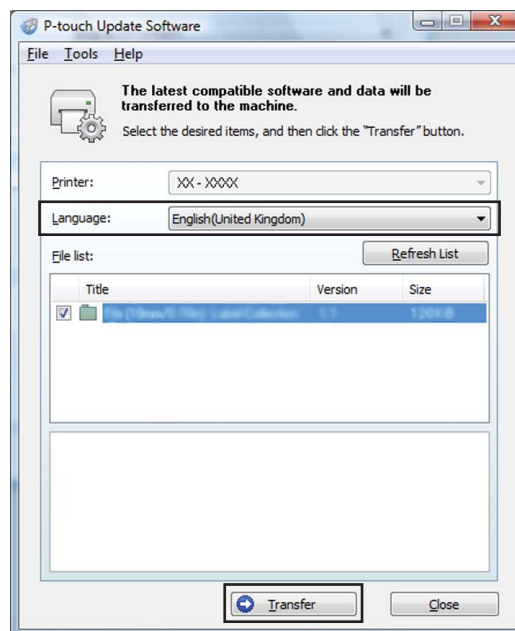 P-touch Update Software
File Tools Help
The latest compatible software and data will be
transferred to the machine.
Select the desired items, and then click the "Transfer" button.
Printer: XX - XXXX
Language: English(United Kingdom)
File list: Refresh List
Title Version Size
Transfer Close